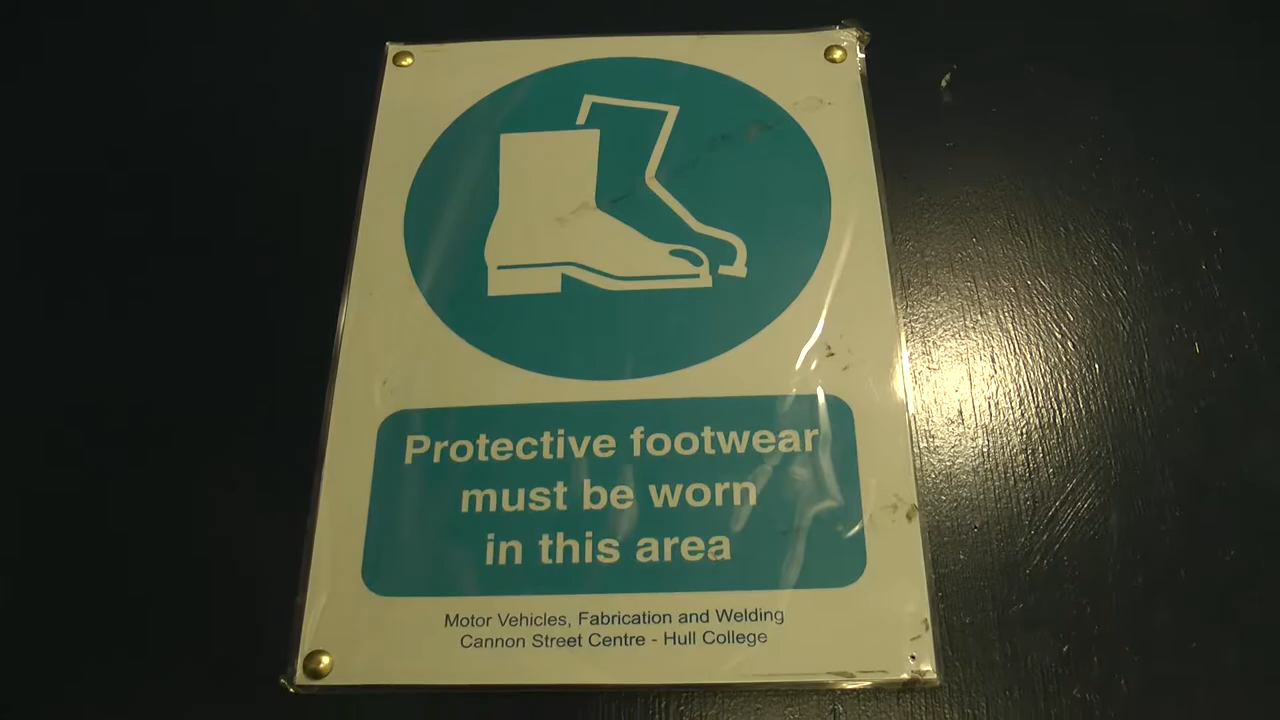 Protective footwear
must be worn
in this area
Motor Vehicles, Fabrication and Welding
Cannon Street Centre - Hull College